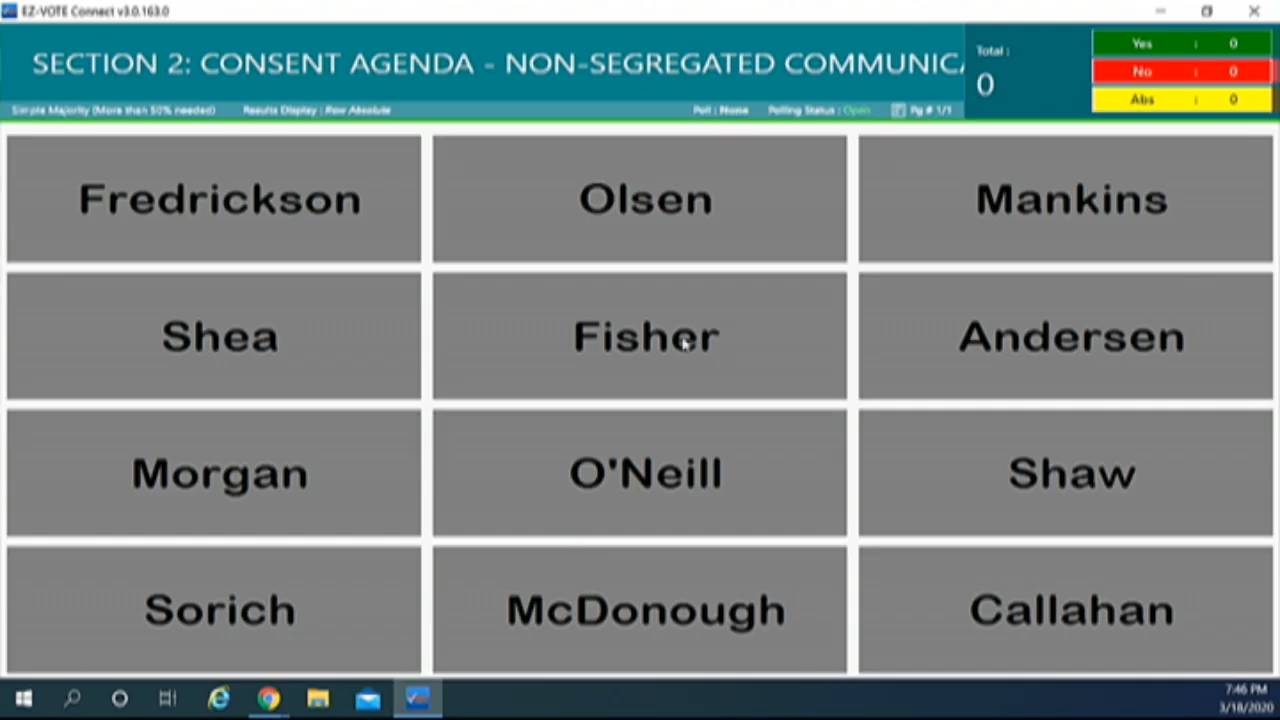 EZ-VOTE Connect v3.0.163.0
SECTION 2: CONSENT AGENDA - NON-SEGREGATED COMMUNICA
Total :
0
Yes : 0
No : 0
Abs : 0
Simple Majority (More than 50% needed) Results Display : Raw Absolute Poll : None Polling Status : Open Pg # 1/1
Fredrickson Olsen Mankins
Shea Fisher Andersen
Morgan O'Neill Shaw
Sorich McDonough Callahan
7:46 PM
3/18/2020